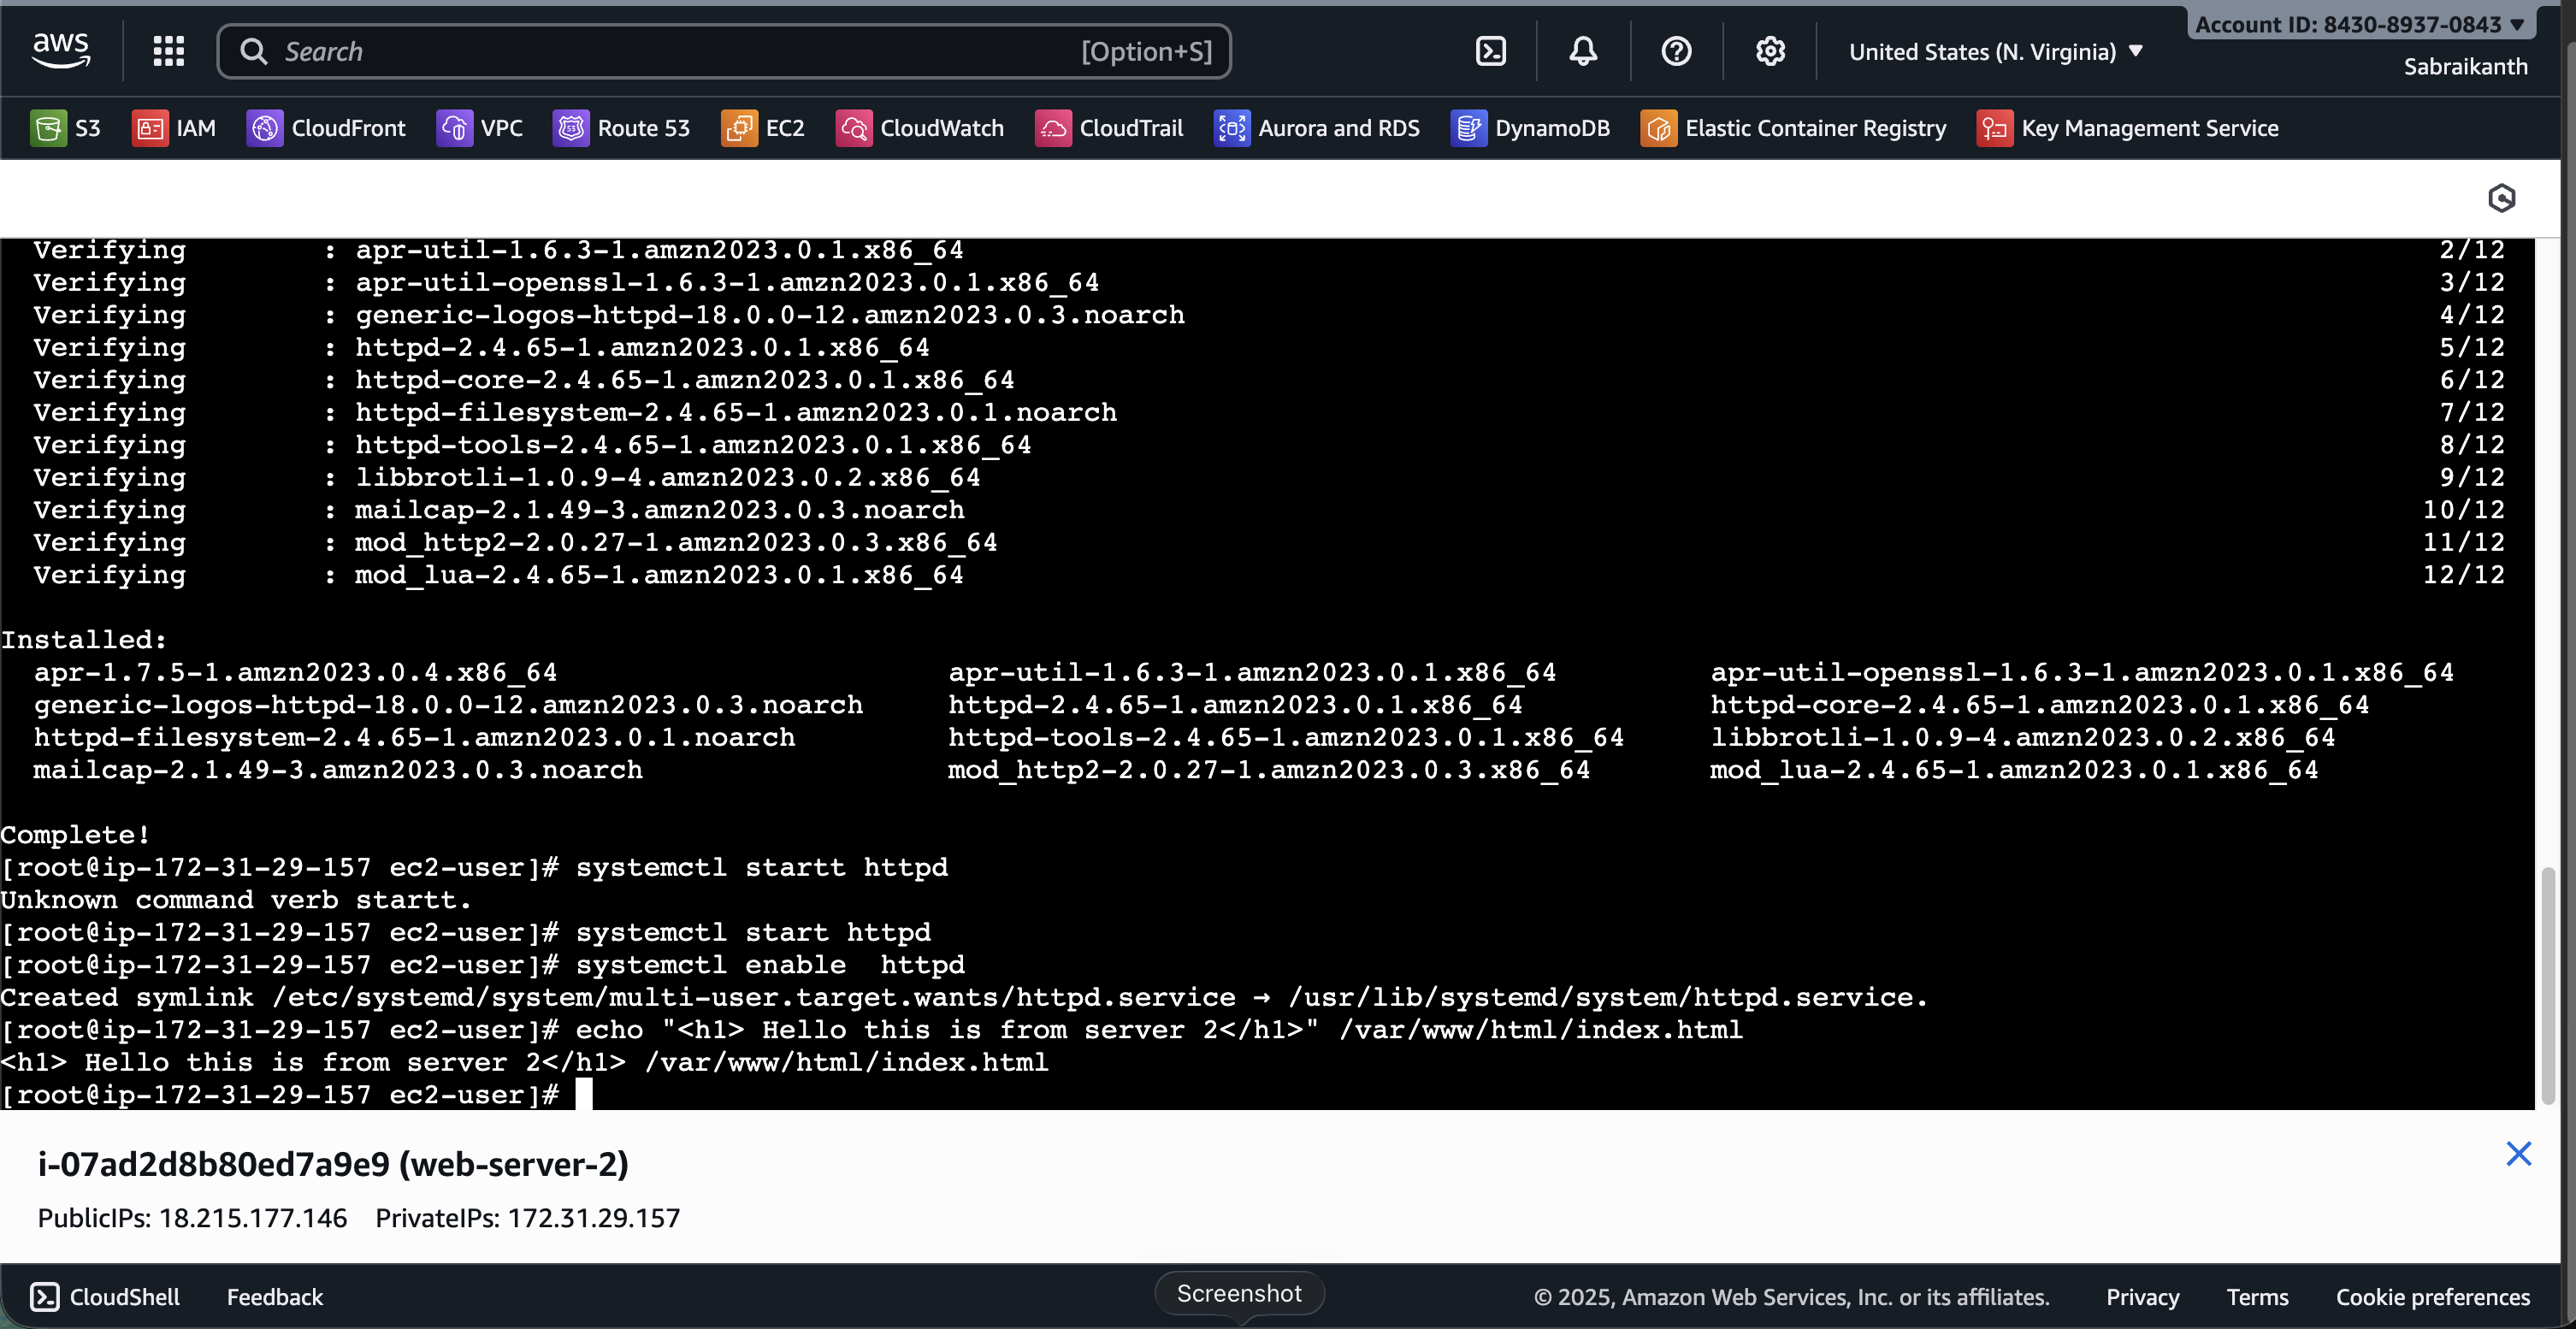 Account ID: 8430-8937-0843
aws
Search [Option+S]
United States (N. Virginia)
Sabraikanth
S3 IAM CloudFront VPC Route 53 EC2 CloudWatch CloudTrail Aurora and RDS DynamoDB Elastic Container Registry Key Management Service
Verifying : apr-util-1.6.3-1.amzn2023.0.1.x86_64 2/12
Verifying : apr-util-openssl-1.6.3-1.amzn2023.0.1.x86_64 3/12
Verifying : generic-logos-httpd-18.0.0-12.amzn2023.0.3.noarch 4/12
Verifying : httpd-2.4.65-1.amzn2023.0.1.x86_64 5/12
Verifying : httpd-core-2.4.65-1.amzn2023.0.1.x86_64 6/12
Verifying : httpd-filesystem-2.4.65-1.amzn2023.0.1.noarch 7/12
Verifying : httpd-tools-2.4.65-1.amzn2023.0.1.x86_64 8/12
Verifying : libbrotli-1.0.9-4.amzn2023.0.2.x86_64 9/12
Verifying : mailcap-2.1.49-3.amzn2023.0.3.noarch 10/12
Verifying : mod_http2-2.0.27-1.amzn2023.0.3.x86_64 11/12
Verifying : mod_lua-2.4.65-1.amzn2023.0.1.x86_64 12/12
Installed:
apr-1.7.5-1.amzn2023.0.4.x86_64 apr-util-1.6.3-1.amzn2023.0.1.x86_64 apr-util-openssl-1.6.3-1.amzn2023.0.1.x86_64
generic-logos-httpd-18.0.0-12.amzn2023.0.3.noarch httpd-2.4.65-1.amzn2023.0.1.x86_64 httpd-core-2.4.65-1.amzn2023.0.1.x86_64
httpd-filesystem-2.4.65-1.amzn2023.0.1.noarch httpd-tools-2.4.65-1.amzn2023.0.1.x86_64 libbrotli-1.0.9-4.amzn2023.0.2.x86_64
mailcap-2.1.49-3.amzn2023.0.3.noarch mod_http2-2.0.27-1.amzn2023.0.3.x86_64 mod_lua-2.4.65-1.amzn2023.0.1.x86_64
Complete!
[root@ip-172-31-29-157 ec2-user]# systemctl startt httpd
Unknown command verb startt.
[root@ip-172-31-29-157 ec2-user]# systemctl start httpd
[root@ip-172-31-29-157 ec2-user]# systemctl enable  httpd
Created symlink /etc/systemd/system/multi-user.target.wants/httpd.service → /usr/lib/systemd/system/httpd.service.
[root@ip-172-31-29-157 ec2-user]# echo "<h1> Hello this is from server 2</h1>" /var/www/html/index.html
<h1> Hello this is from server 2</h1> /var/www/html/index.html
[root@ip-172-31-29-157 ec2-user]#
i-07ad2d8b80ed7a9e9 (web-server-2)
PublicIPs: 18.215.177.146 PrivateIPs: 172.31.29.157
CloudShell Feedback Screenshot © 2025, Amazon Web Services, Inc. or its affiliates. Privacy Terms Cookie preferences